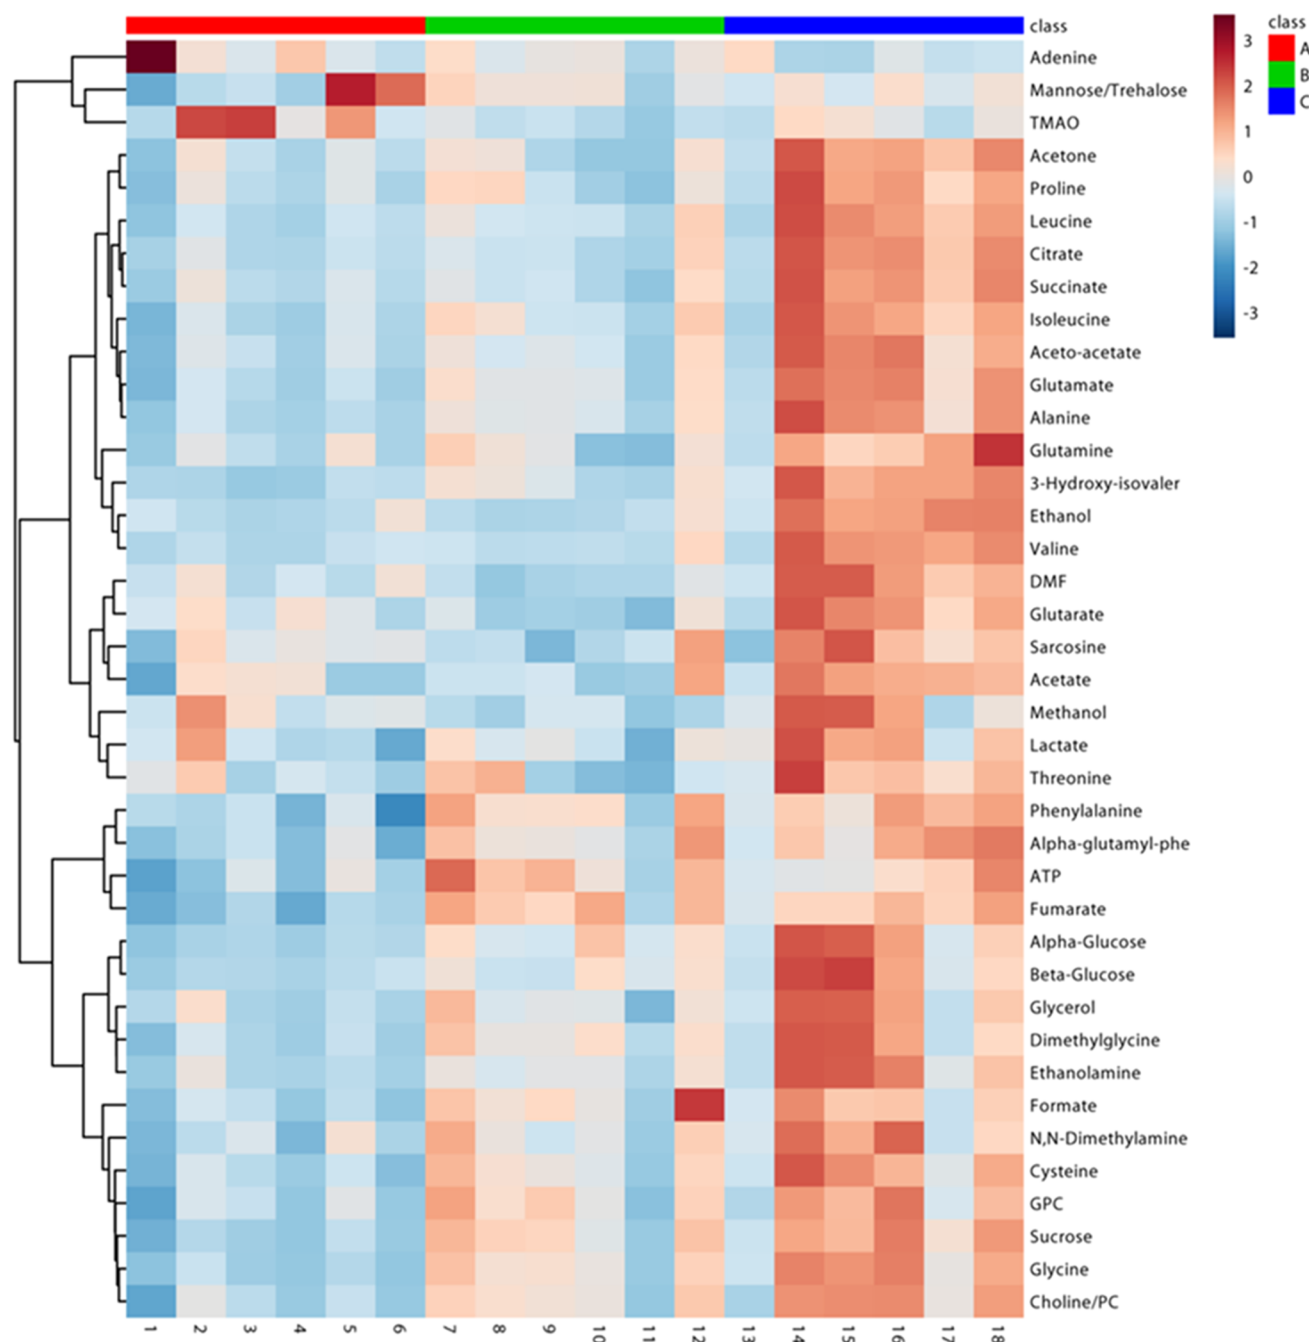 class
Adenine
Mannose/Trehalose
TMAO
Acetone
Proline
Leucine
Citrate
Succinate
Isoleucine
Aceto-acetate
Glutamate
Alanine
Glutamine
3-Hydroxy-isovaler
Ethanol
Valine
DMF
Glutarate
Sarcosine
Acetate
Methanol
Lactate
Threonine
Phenylalanine
Alpha-glutamyl-phe
ATP
Fumarate
Alpha-Glucose
Beta-Glucose
Glycerol
Dimethylglycine
Ethanolamine
Formate
N,N-Dimethylamine
Cysteine
GPC
Sucrose
Glycine
Choline/PC
1 2 3 4 5 6 7 8 9 10 11 12 13 14 15 16 17 18
3
2
1
0
-1
-2
-3
class
A
B
C